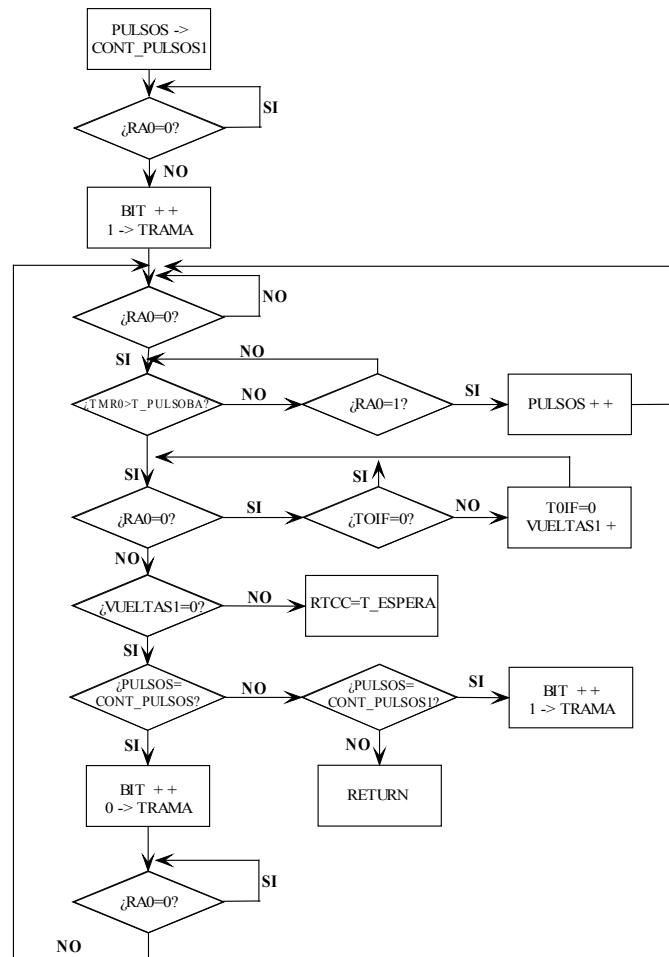 PULSOS ->
CONT_PULSOS1
SI
¿RA0=0?
NO
BIT ++
1 -> TRAMA
NO
¿RA0=0?
SI
NO
¿TMR0>T_PULSOBA?
NO
¿RA0=1?
SI
PULSOS ++
SI
¿RA0=0?
SI
SI
¿TOIF=0?
NO
T0IF=0
VUELTAS1 +
NO
¿VUELTAS1=0?
NO
RTCC=T_ESPERA
SI
¿PULSOS=
CONT_PULSOS?
NO
¿PULSOS=
CONT_PULSOS1?
SI
BIT ++
1 -> TRAMA
SI
NO
BIT ++
0 -> TRAMA
RETURN
SI
¿RA0=0?
NO